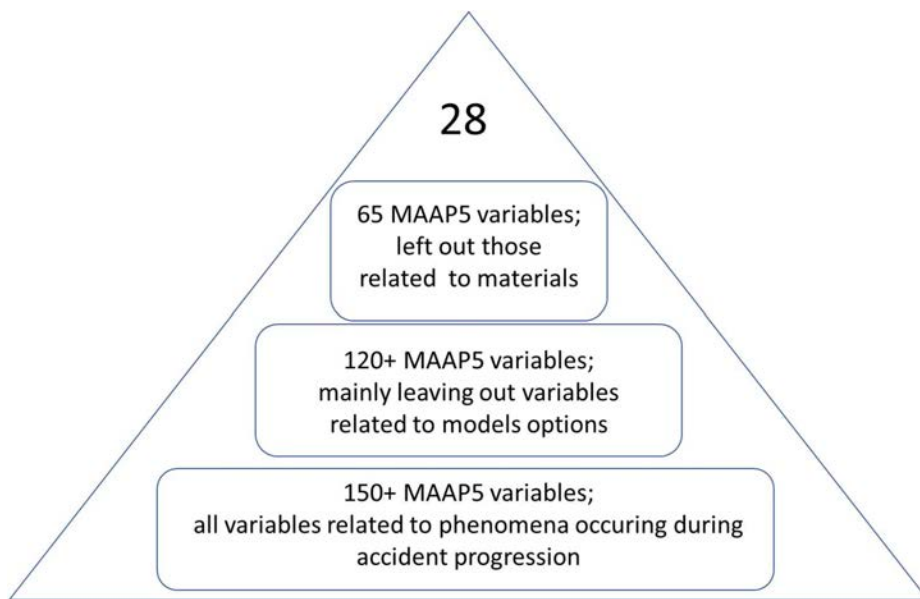 28
65 MAAP5 variables;
left out those
related to materials
120+ MAAP5 variables;
mainly leaving out variables
related to models options
150+ MAAP5 variables;
all variables related to phenomena occuring during
accident progression